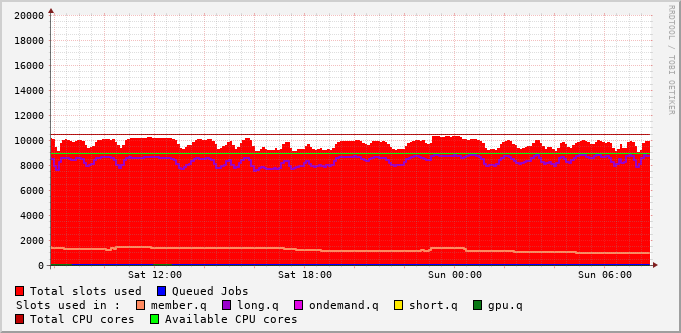 20000
18000
16000
14000
12000
10000
8000
6000
4000
2000
0
Sat 12:00 Sat 18:00 Sun 00:00 Sun 06:00
RRDTOOL / TOBI OETIKER
Total slots used Queued Jobs
Slots used in : member.q long.q ondemand.q short.q gpu.q
Total CPU cores Available CPU cores